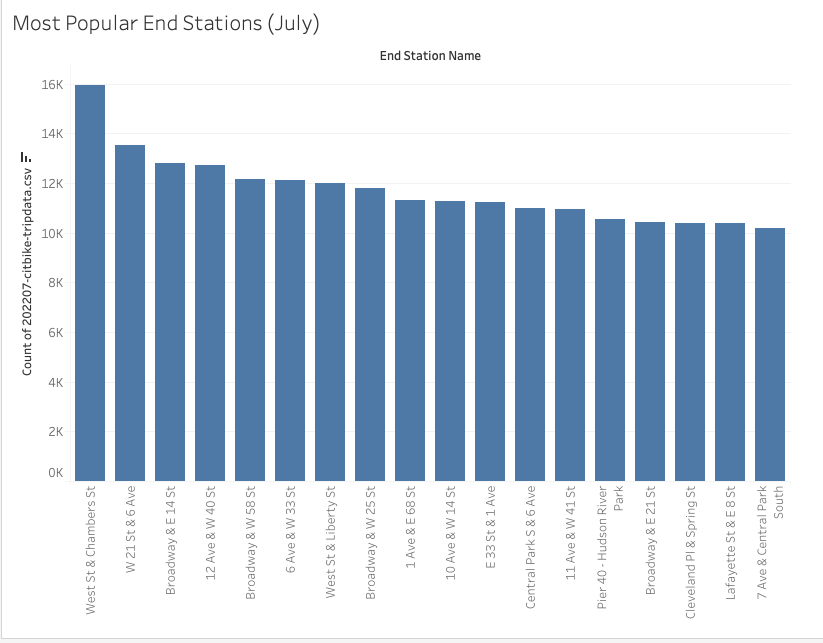 Most Popular End Stations (July)
End Station Name
Count of 202207-citbike-tripdata.csv
16K
14K
12K
10K
8K
6K
4K
2K
0K
West St & Chambers St
W 21 St & 6 Ave
Broadway & E 14 St
12 Ave & W 40 St
Broadway & W 58 St
6 Ave & W 33 St
West St & Liberty St
Broadway & W 25 St
1 Ave & E 68 St
10 Ave & W 14 St
E 33 St & 1 Ave
Central Park S & 6 Ave
11 Ave & W 41 St
Pier 40 - Hudson River
Park
Broadway & E 21 St
Cleveland Pl & Spring St
Lafayette St & E 8 St
7 Ave & Central Park
South